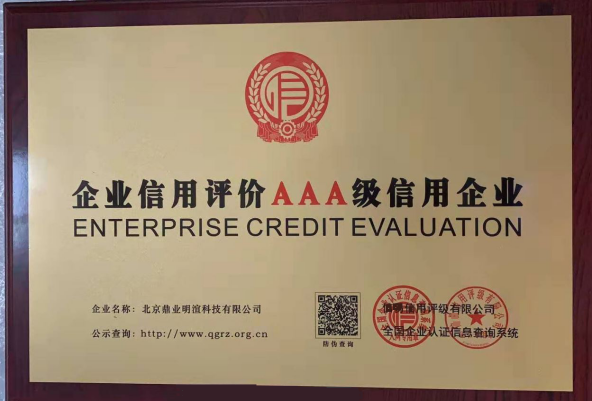 信
企业信用评价AAA级信用企业
ENTERPRISE CREDIT EVALUATION
企业名称：北京鼎业明谊科技有限公司
公示查询：http://www.qgrz.org.cn
防伪查询
信用评级有限公司
全国企业认证信息查询系统